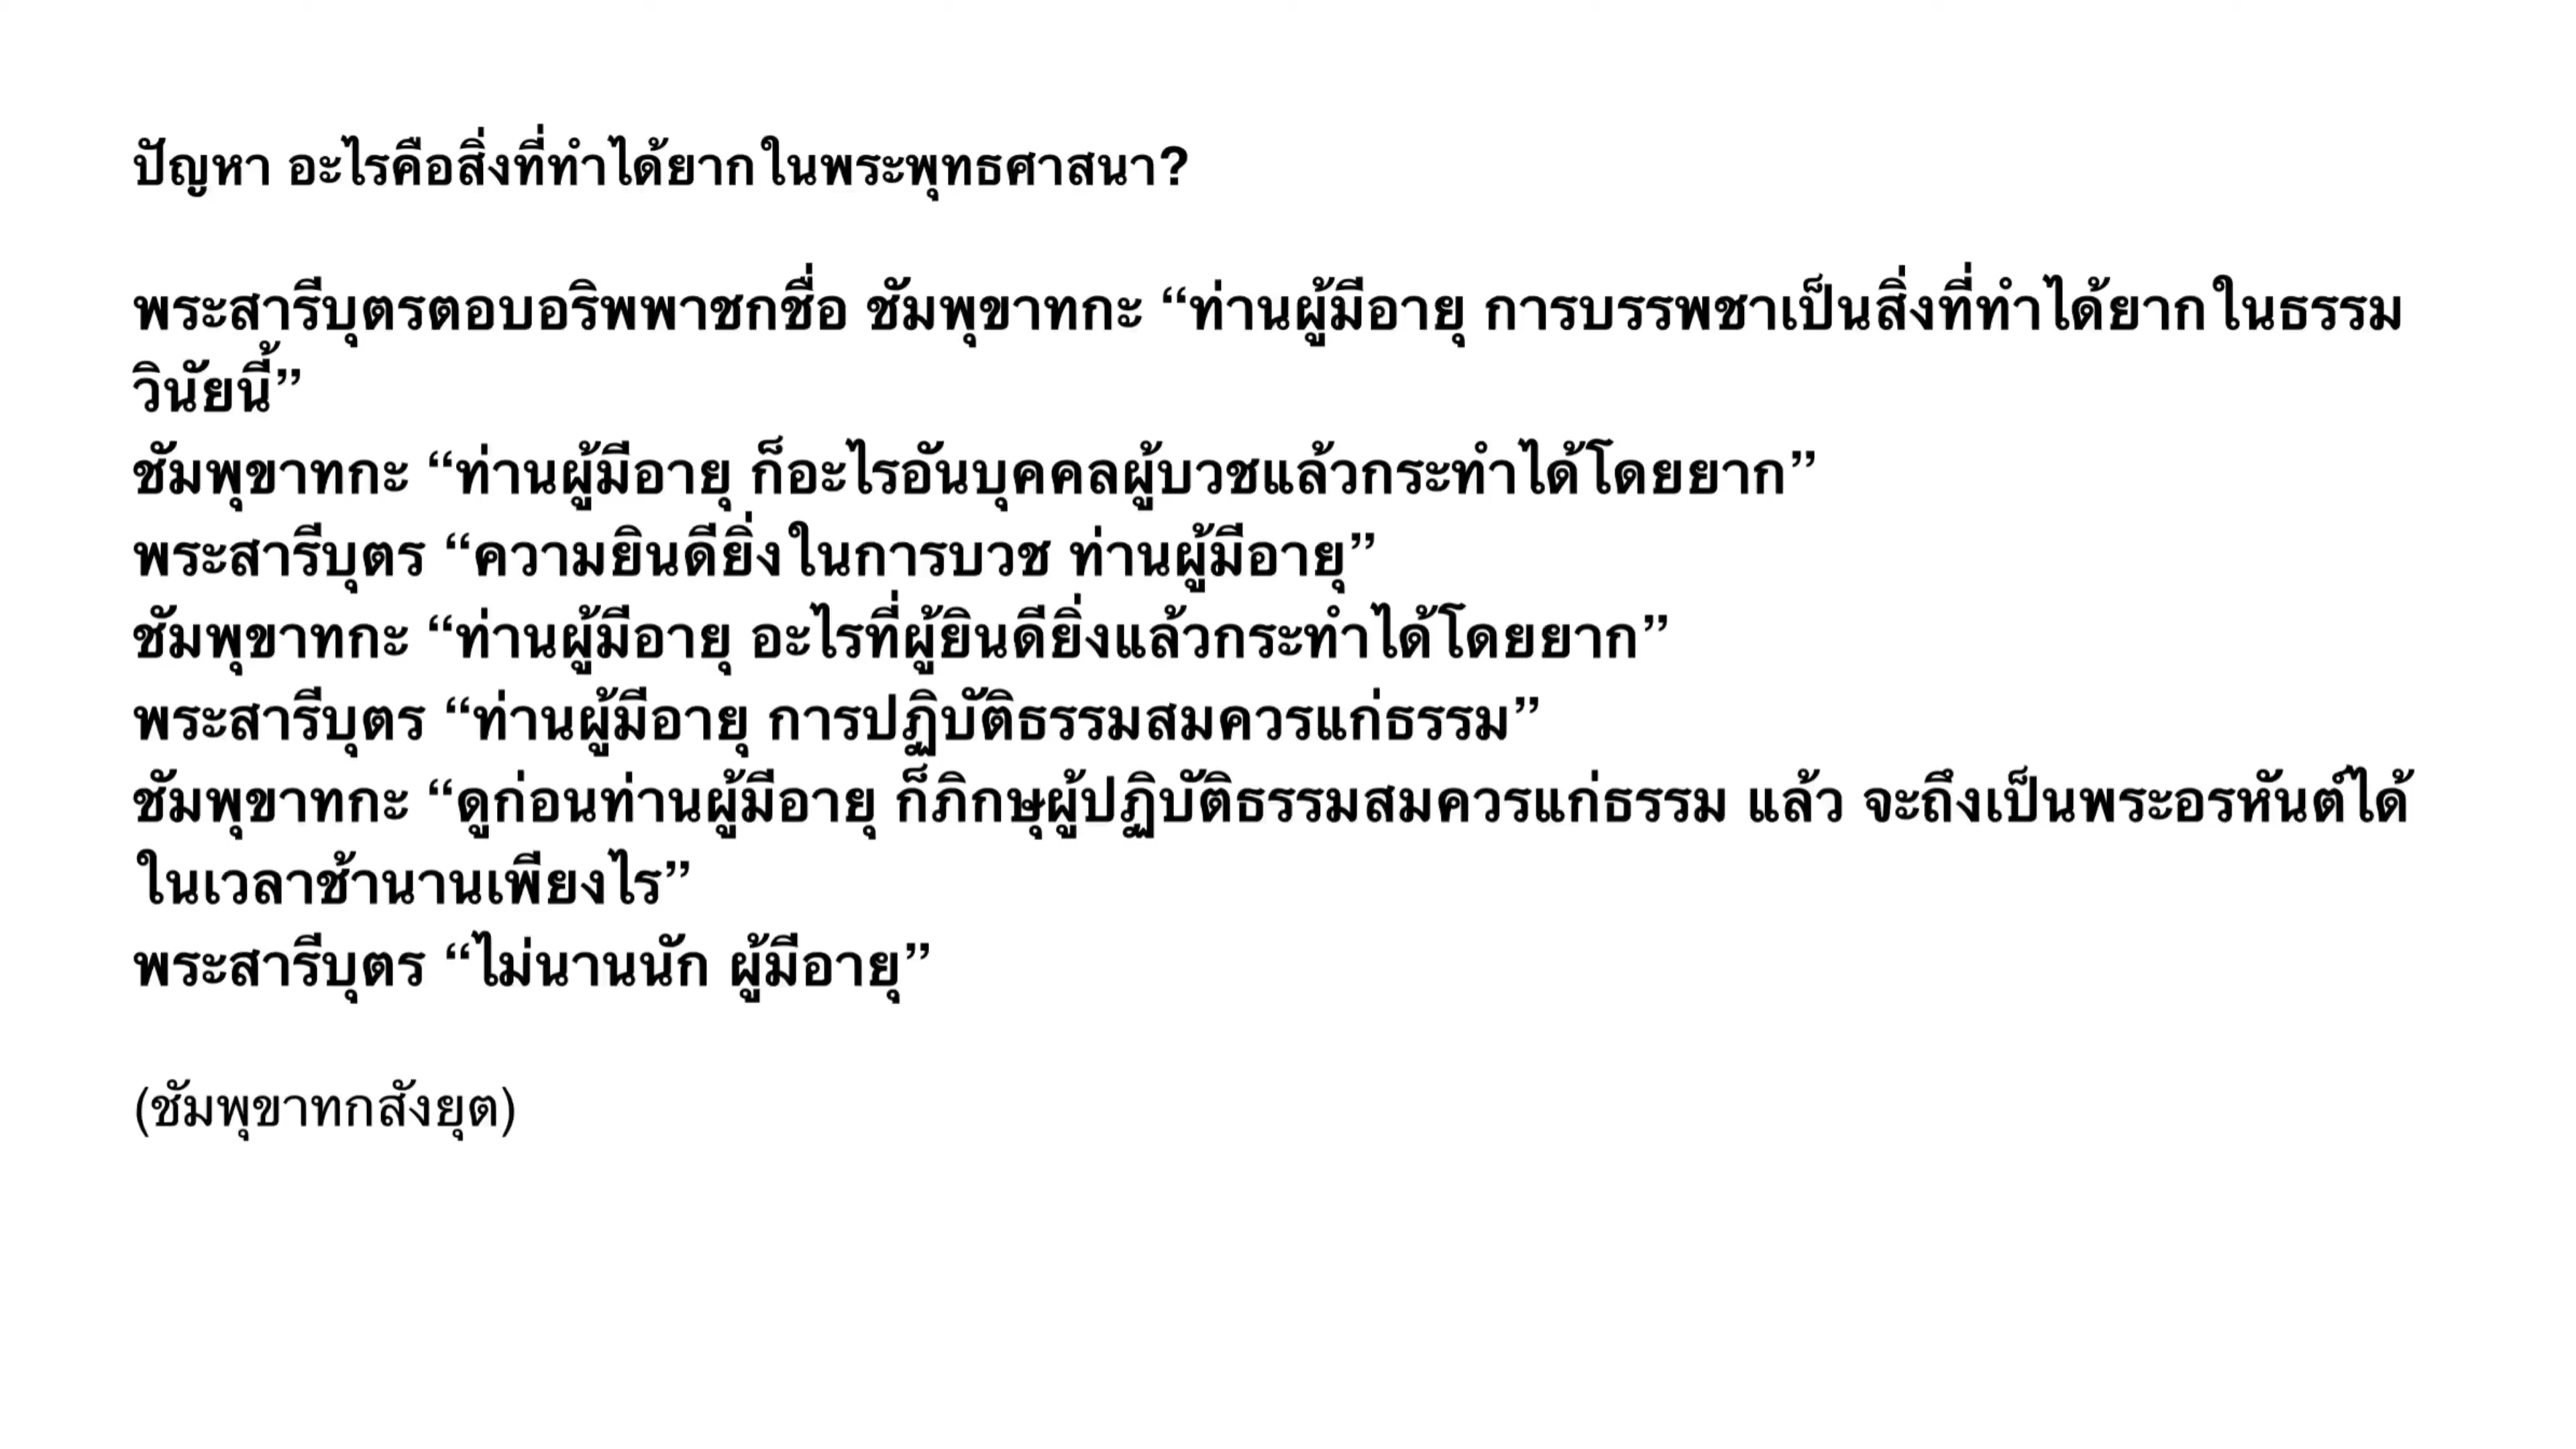 ปัญหา อะไรคือสิ่งที่ทำได้ยากในพระพุทธศาสนา?
พระสารีบุตรตอบอริพพาชกชื่อ ชัมพุขาทกะ “ท่านผู้มีอายุ การบรรพชาเป็นสิ่งที่ทำได้ยากในธรรม
วินัยนี้”
ชัมพุขาทกะ “ท่านผู้มีอายุ ก็อะไรอันบุคคลผู้บวชแล้วกระทำได้โดยยาก”
พระสารีบุตร “ความยินดียิ่งในการบวช ท่านผู้มีอายุ”
ชัมพุขาทกะ “ท่านผู้มีอายุ อะไรที่ผู้ยินดียิ่งแล้วกระทำได้โดยยาก”
พระสารีบุตร “ท่านผู้มีอายุ การปฏิบัติธรรมสมควรแก่ธรรม”
ชัมพุขาทกะ “ดูก่อนท่านผู้มีอายุ ก็ภิกษุผู้ปฏิบัติธรรมสมควรแก่ธรรม แล้ว จะถึงเป็นพระอรหันต์ได้
ในเวลาช้านานเพียงไร”
พระสารีบุตร “ไม่นานนัก ผู้มีอายุ”
(ชัมพุขาทกสังยุต)